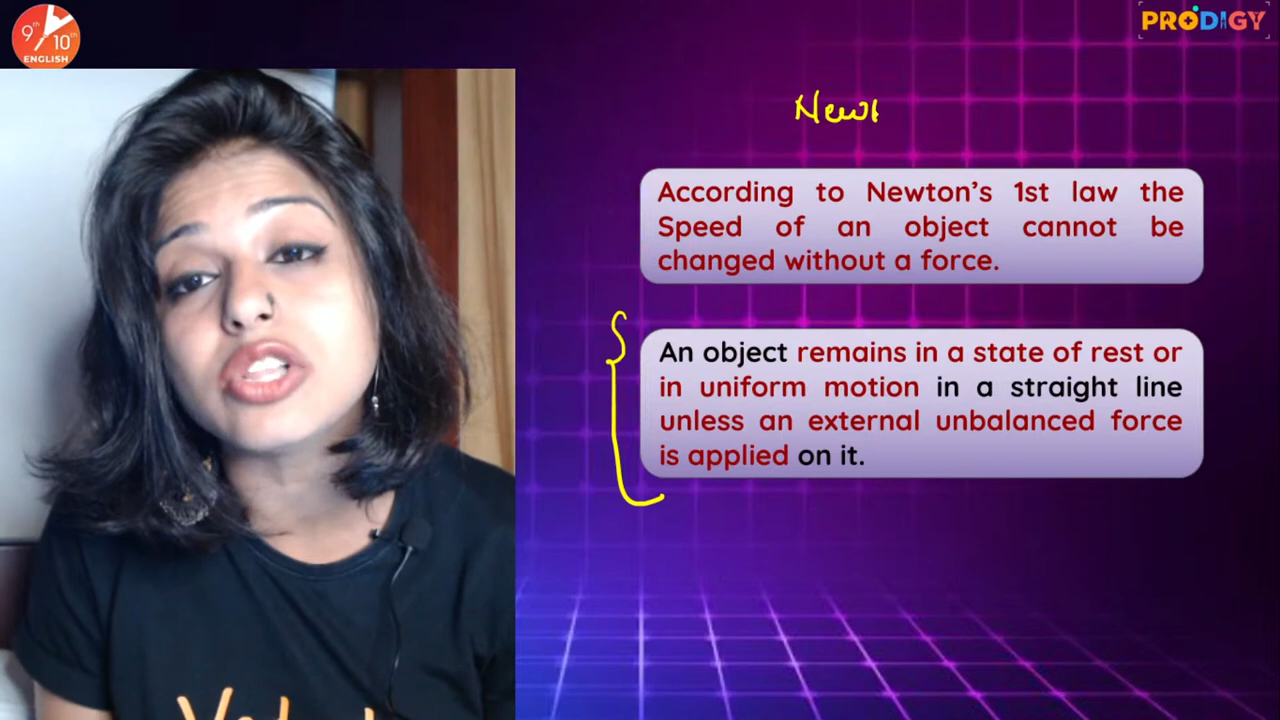 9th 10th
ENGLISH
PRODIGY
According to Newton’s 1st law the
Speed of an object cannot be
changed without a force.
An object remains in a state of rest or
in uniform motion in a straight line
unless an external unbalanced force
is applied on it.